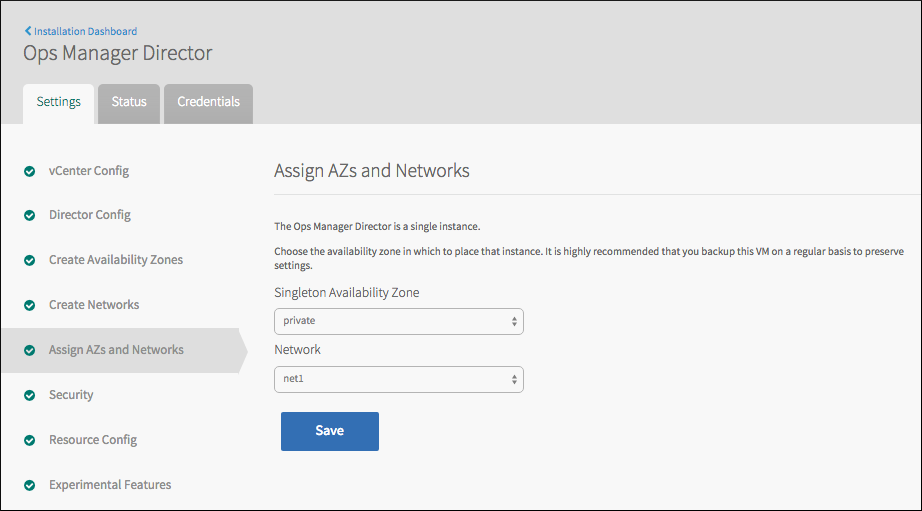 Installation Dashboard
Ops Manager Director
Settings
Status
Credentials
vCenter Config
Director Config
Create Availability Zones
Create Networks
Assign AZs and Networks
Security
Resource Config
Experimental Features
Assign AZs and Networks
The Ops Manager Director is a single instance.
Choose the availability zone in which to place that instance. It is highly recommended that you backup this VM on a regular basis to preserve
settings.
Singleton Availability Zone
private
Network
net1
Save